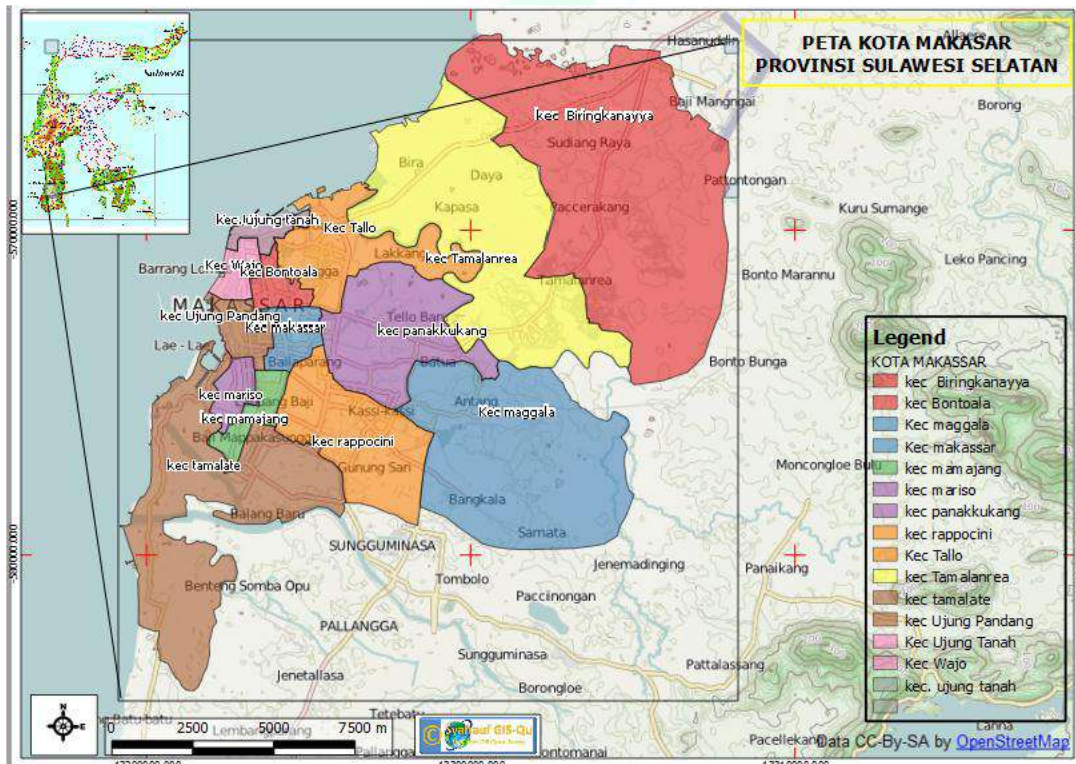 PETA KOTA MAKASAR
PROVINSI SULAWESI SELATAN
Sulawesi
Hasanuddin
Baji Mangngai
Borong
kec Biringkanayya
Sudiang Raya
Bira
Daya
Kapasa
Paccerakang
Pattontongan
Kuru Sumange
Leko Pancing
kec.Ujung tanah
Kec Tallo
Lakkang
kec Tamalanrea
Tamalanrea
Bonto Marannu
Barrang Lo
Kec Wajo
kec Bontoala
MAKASSAR
kec Ujung Pandang
Kec makassar
Tello Baru
kec panakkukang
Lae - Lae
Ballaparang
Batua
Bonto Bunga
kec mariso
kec mamajang
Kassi-kassi
Antang
Kec maggala
kec rappocini
kec tamalate
Gunung Sari
Bangkala
Samata
Moncongloe Bulu
Balang Baru
SUNGGUMINASA
Jenemadinging
Panaikang
Benteng Somba Opu
Tombolo
Paccinongan
PALLANGGA
Sungguminasa
Pattalassang
Jenetallasa
Borongloe
Tetebatu
Legend
KOTA MAKASSAR
kec Biringkanayya
kec Bontoala
Kec maggala
Kec makassar
kec mamajang
kec mariso
kec panakkukang
kec rappocini
Kec Tallo
kec Tamalanrea
kec tamalate
kec Ujung Pandang
Kec Ujung Tanah
Kec Wajo
kec. ujung tanah
N
E
0 2500 5000 7500 m
Data CC-By-SA by OpenStreetMap